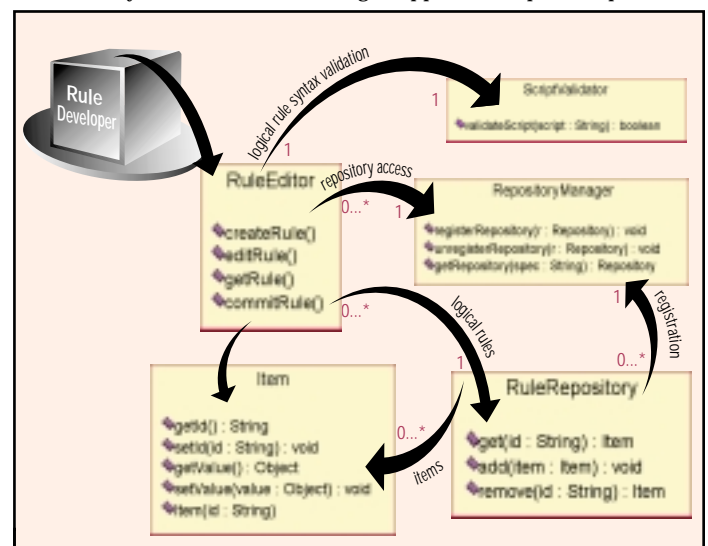 Rule
Developer
logical rule syntax validation
1
1
ScriptValidator
validateScript(script : String) : boolean
RuleEditor
createRule()
editRule()
getRule()
commitRule()
repository access
0...*
1
RepositoryManager
registerRepository(r : Repository) : void
unregisterRepository(r : Repository) : void
getRepository(spec : String) : Repository
0...*
logical rules
1
1
registration
0...*
Item
getId() : String
setId(id : String) : void
getValue() : Object
setValue(value : Object) : void
Item(id : String)
0...*
items
RuleRepository
get(id : String) : Item
add(item : Item) : void
remove(id : String) : Item